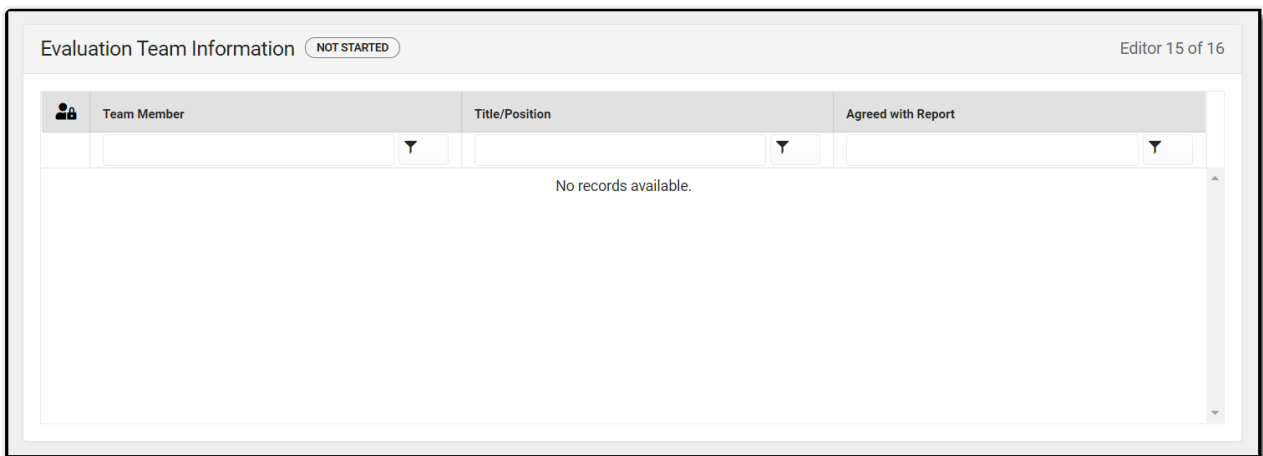 Evaluation Team Information NOT STARTED Editor 15 of 16
Team Member Title/Position Agreed with Report
No records available.